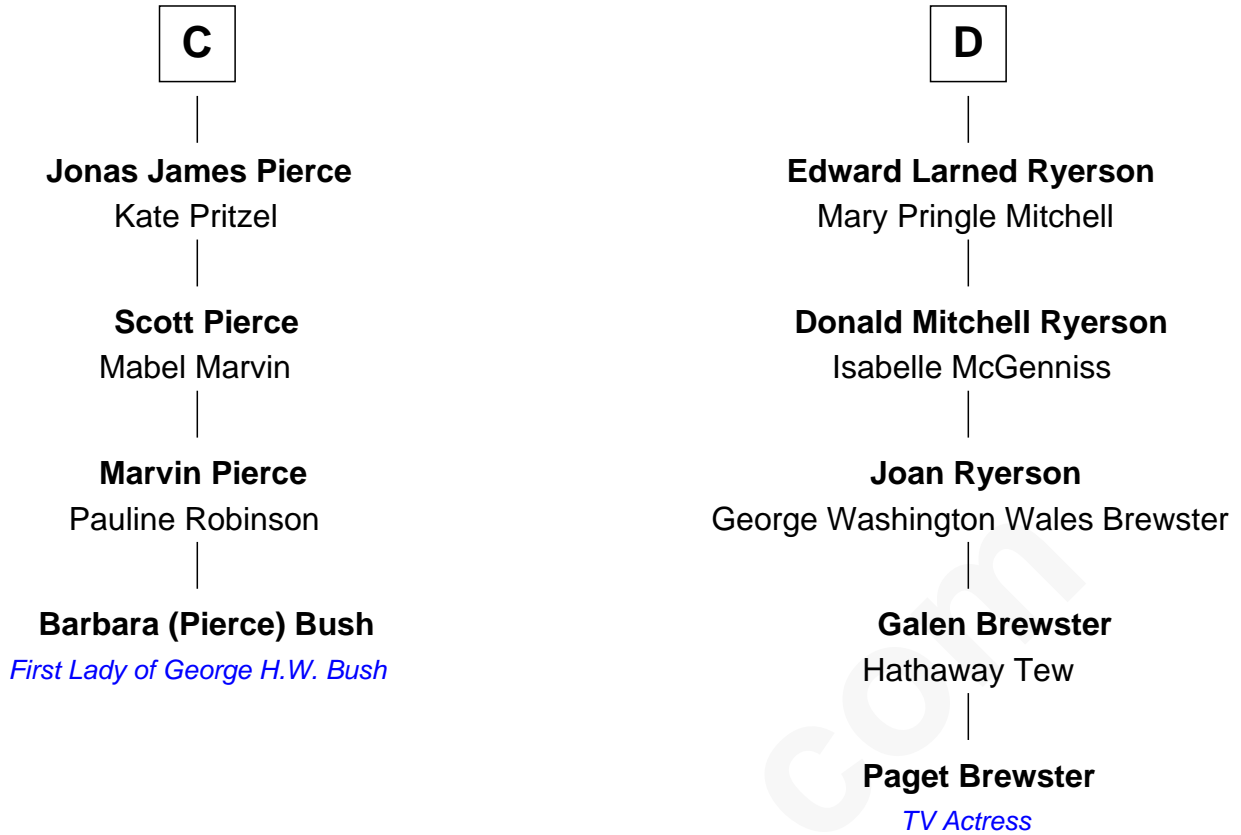 C
Jonas James Pierce
Kate Pritzel
Scott Pierce
Mabel Marvin
Marvin Pierce
Pauline Robinson
Barbara (Pierce) Bush
First Lady of George H.W. Bush
D
Edward Larned Ryerson
Mary Pringle Mitchell
Donald Mitchell Ryerson
Isabelle McGenniss
Joan Ryerson
George Washington Wales Brewster
Galen Brewster
Hathaway Tew
Paget Brewster
TV Actress
com